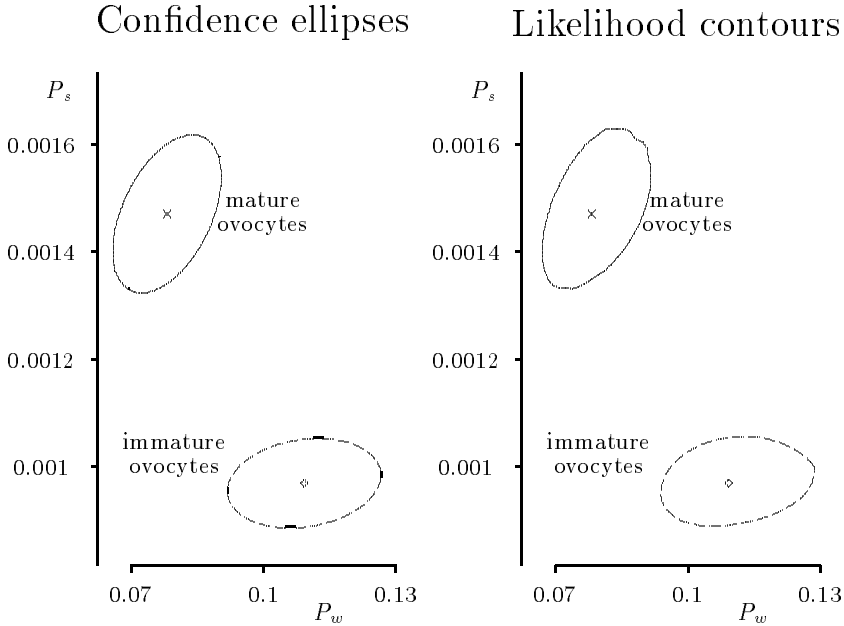 Confidence ellipses
P_s
0.0016
mature
ovocytes
0.0014
0.0012
immature
ovocytes
0.001
0.07
0.1
0.13
P_w
Likelihood contours
P_s
0.0016
mature
ovocytes
0.0014
0.0012
immature
ovocytes
0.001
0.07
0.1
0.13
P_w